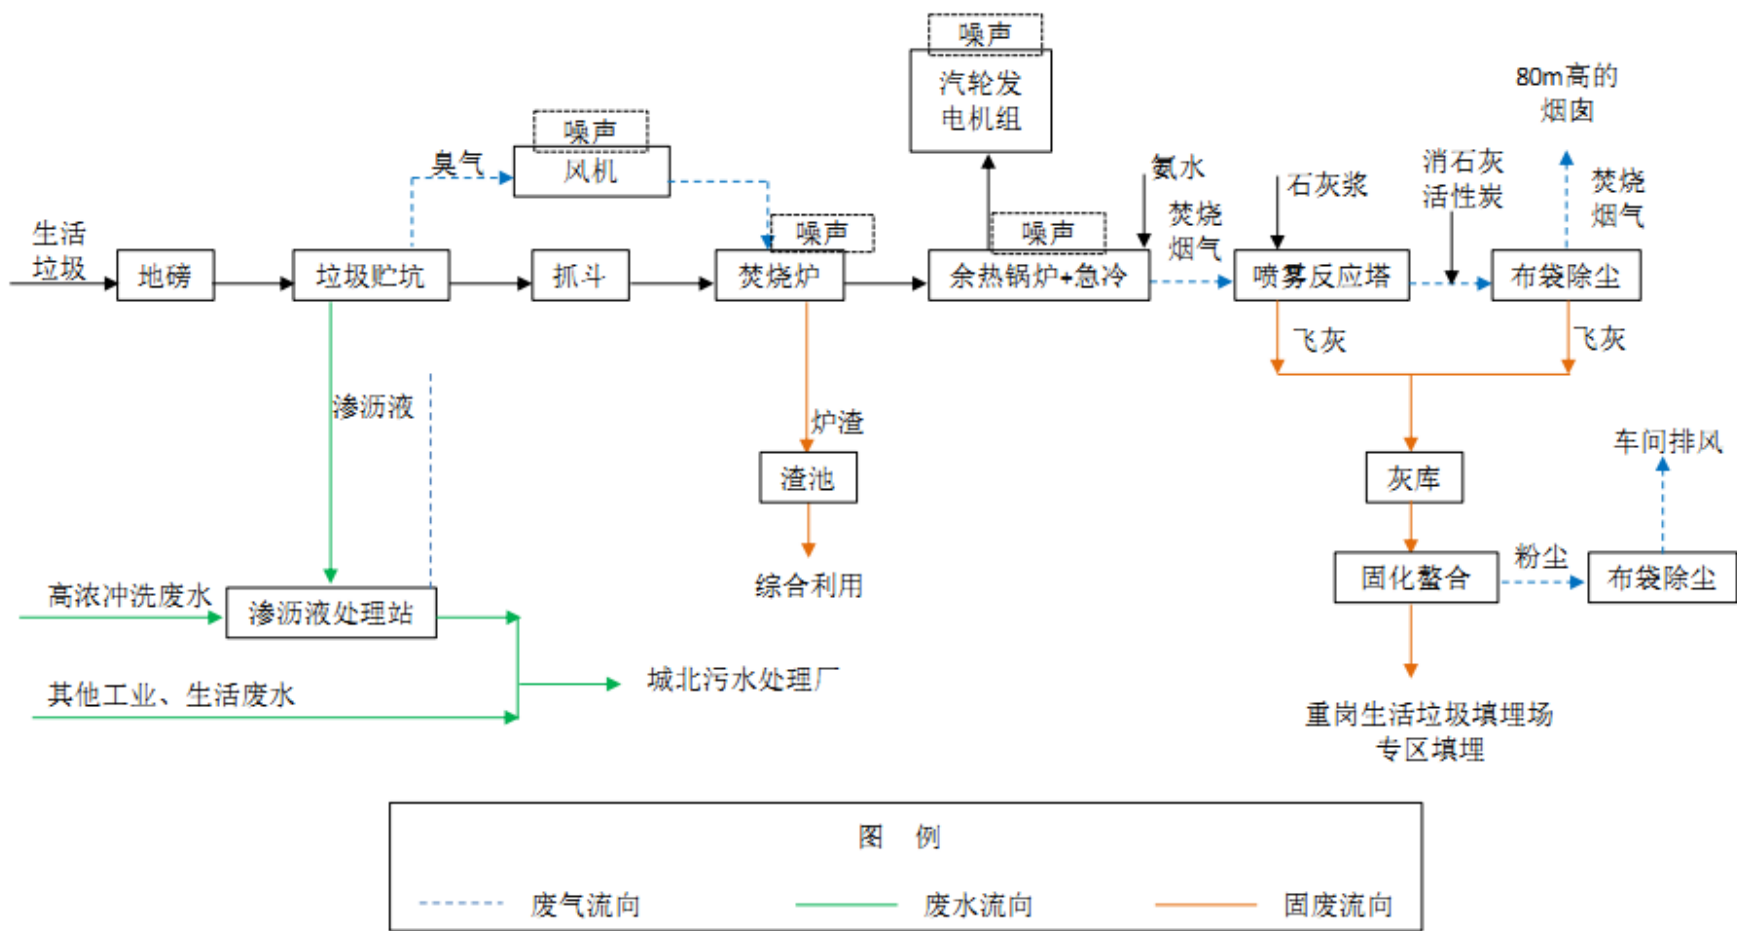 噪声
汽轮发
电机组
80m高的
烟囱
噪声
风机
臭气
氨水
石灰浆
消石灰
活性炭
焚烧
烟气
焚烧
烟气
生活
垃圾
噪声
噪声
地磅
垃圾贮坑
抓斗
焚烧炉
余热锅炉+急冷
喷雾反应塔
布袋除尘
飞灰
飞灰
渗沥液
炉渣
渣池
综合利用
灰库
车间排风
固化螯合
粉尘
布袋除尘
高浓冲洗废水
渗沥液处理站
其他工业、生活废水
城北污水处理厂
重岗生活垃圾填埋场
专区填埋
图 例
废气流向
废水流向
固废流向